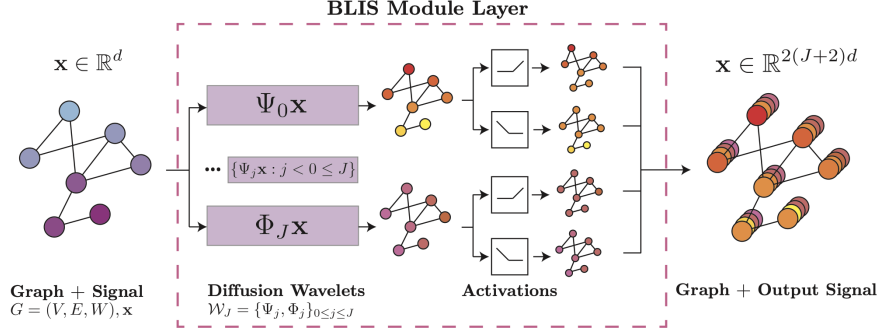 BLIS Module Layer
x ∈ ℝ^d
Ψ_0x
••• {Ψ_jx : j < 0 ≤ J}
Φ_Jx
x ∈ ℝ^{2(J+2)d}
Graph + Signal
G = (V, E, W), x
Diffusion Wavelets
𝒲_J = {Ψ_j, Φ_J}_{0≤j≤J}
Activations
Graph + Output Signal